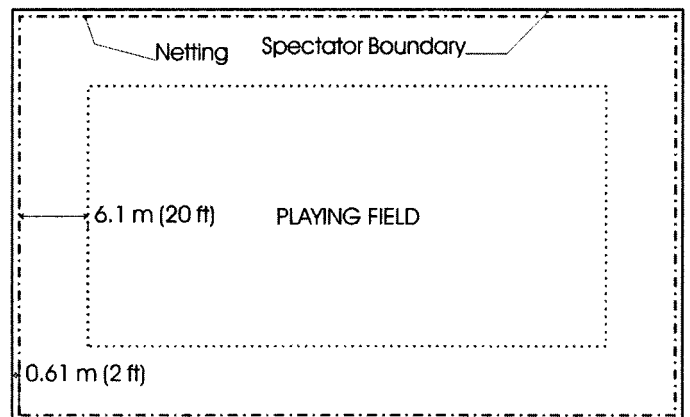 Netting
Spectator Boundary
6.1 m (20 ft)
PLAYING FIELD
0.61 m (2 ft)